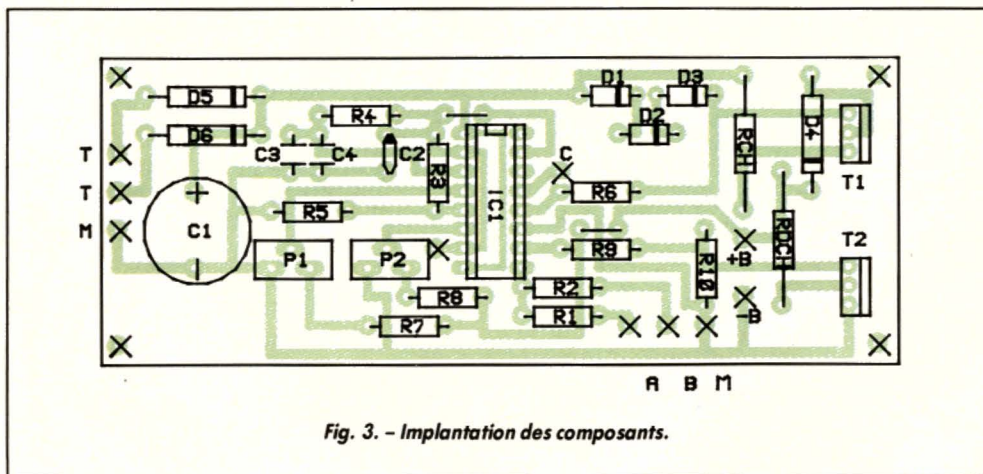 D5
D1 D3
R4
D2
D6
T
C3 C4 C2
R3
RCH
D4
T1
C
IC1
T
R5
R6
M
C1
P1
P2
R9
R10
+B
RDCH
T2
R8
R2
-B
R7
R1
A B M
Fig. 3. – Implantation des composants.